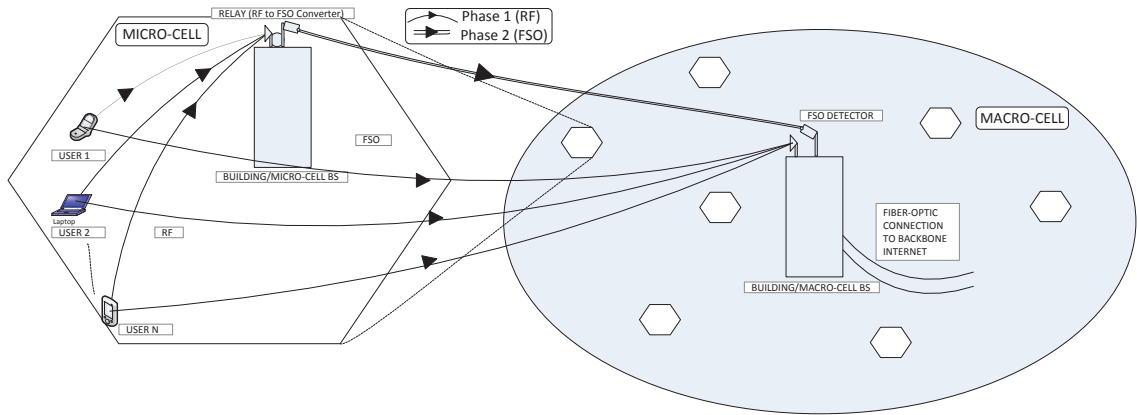 RELAY (RF to FSO Converter)
MICRO-CELL
Phase 1 (RF)
Phase 2 (FSO)
FSO DETECTOR
MACRO-CELL
FSO
USER 1
BUILDING/MICRO-CELL BS
Laptop
USER 2
RF
FIBER-OPTIC
CONNECTION
TO BACKBONE
INTERNET
BUILDING/MACRO-CELL BS
USER N